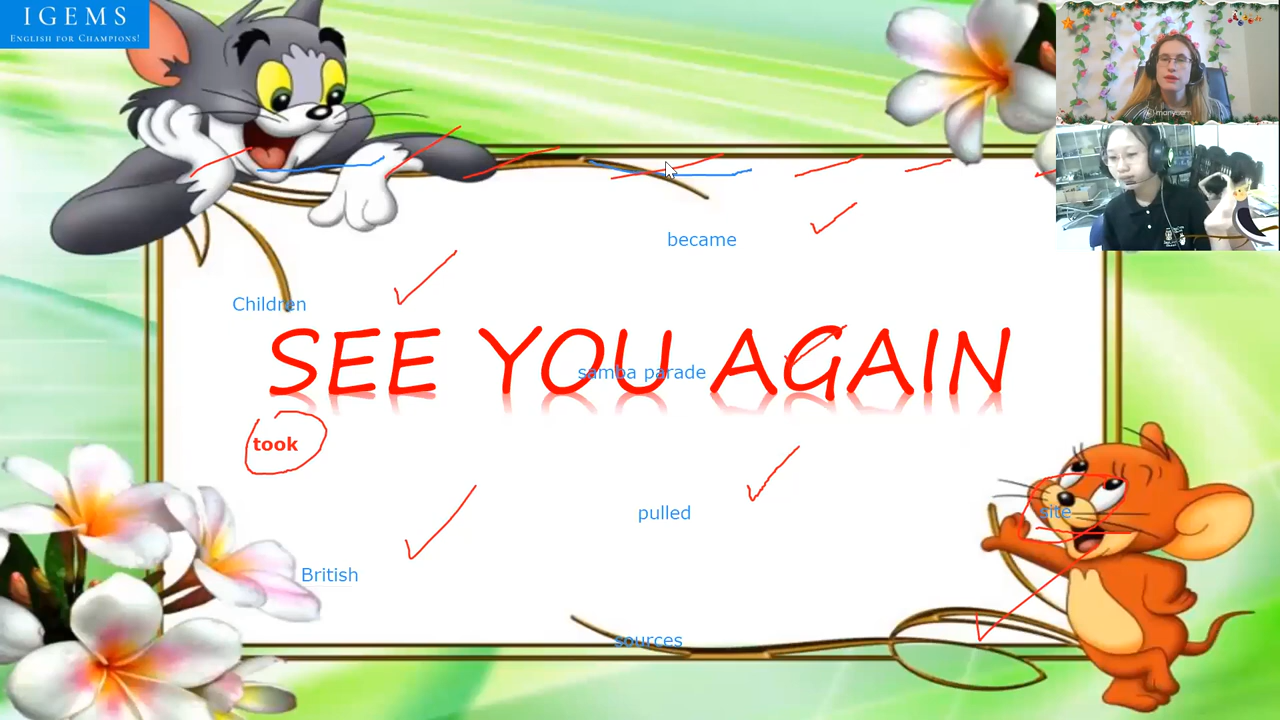 IGEMS
ENGLISH FOR CHAMPIONS!
became
Children
SEE YOU AGAIN
samba parade
took
pulled
site
British
sources